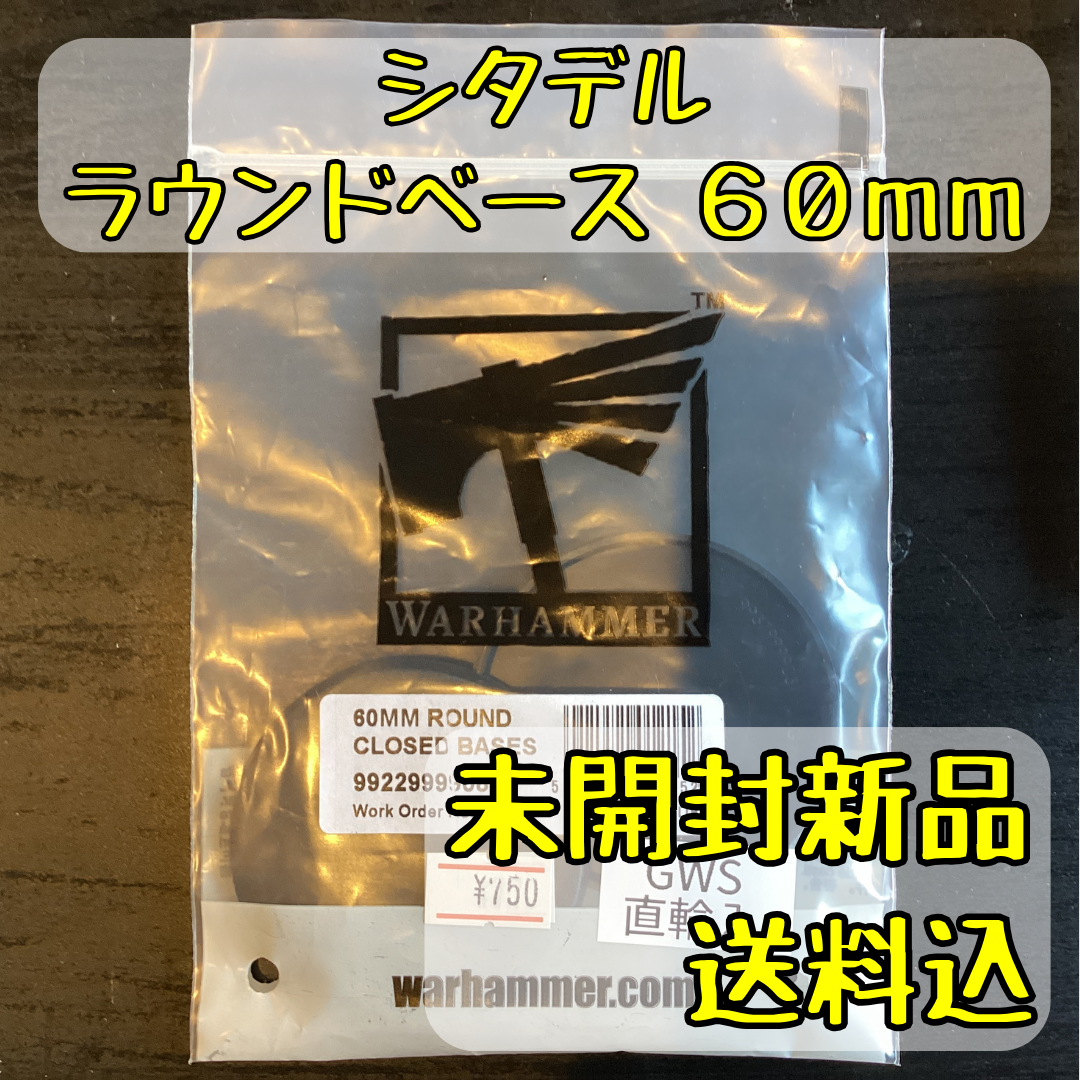 シタデル
ラウンドベース 60mm
TM
WARHAMMER
60MM ROUND
CLOSED BASES
Work Order
¥750
GWS
直輸入
未開封新品
送料込
warhammer.com